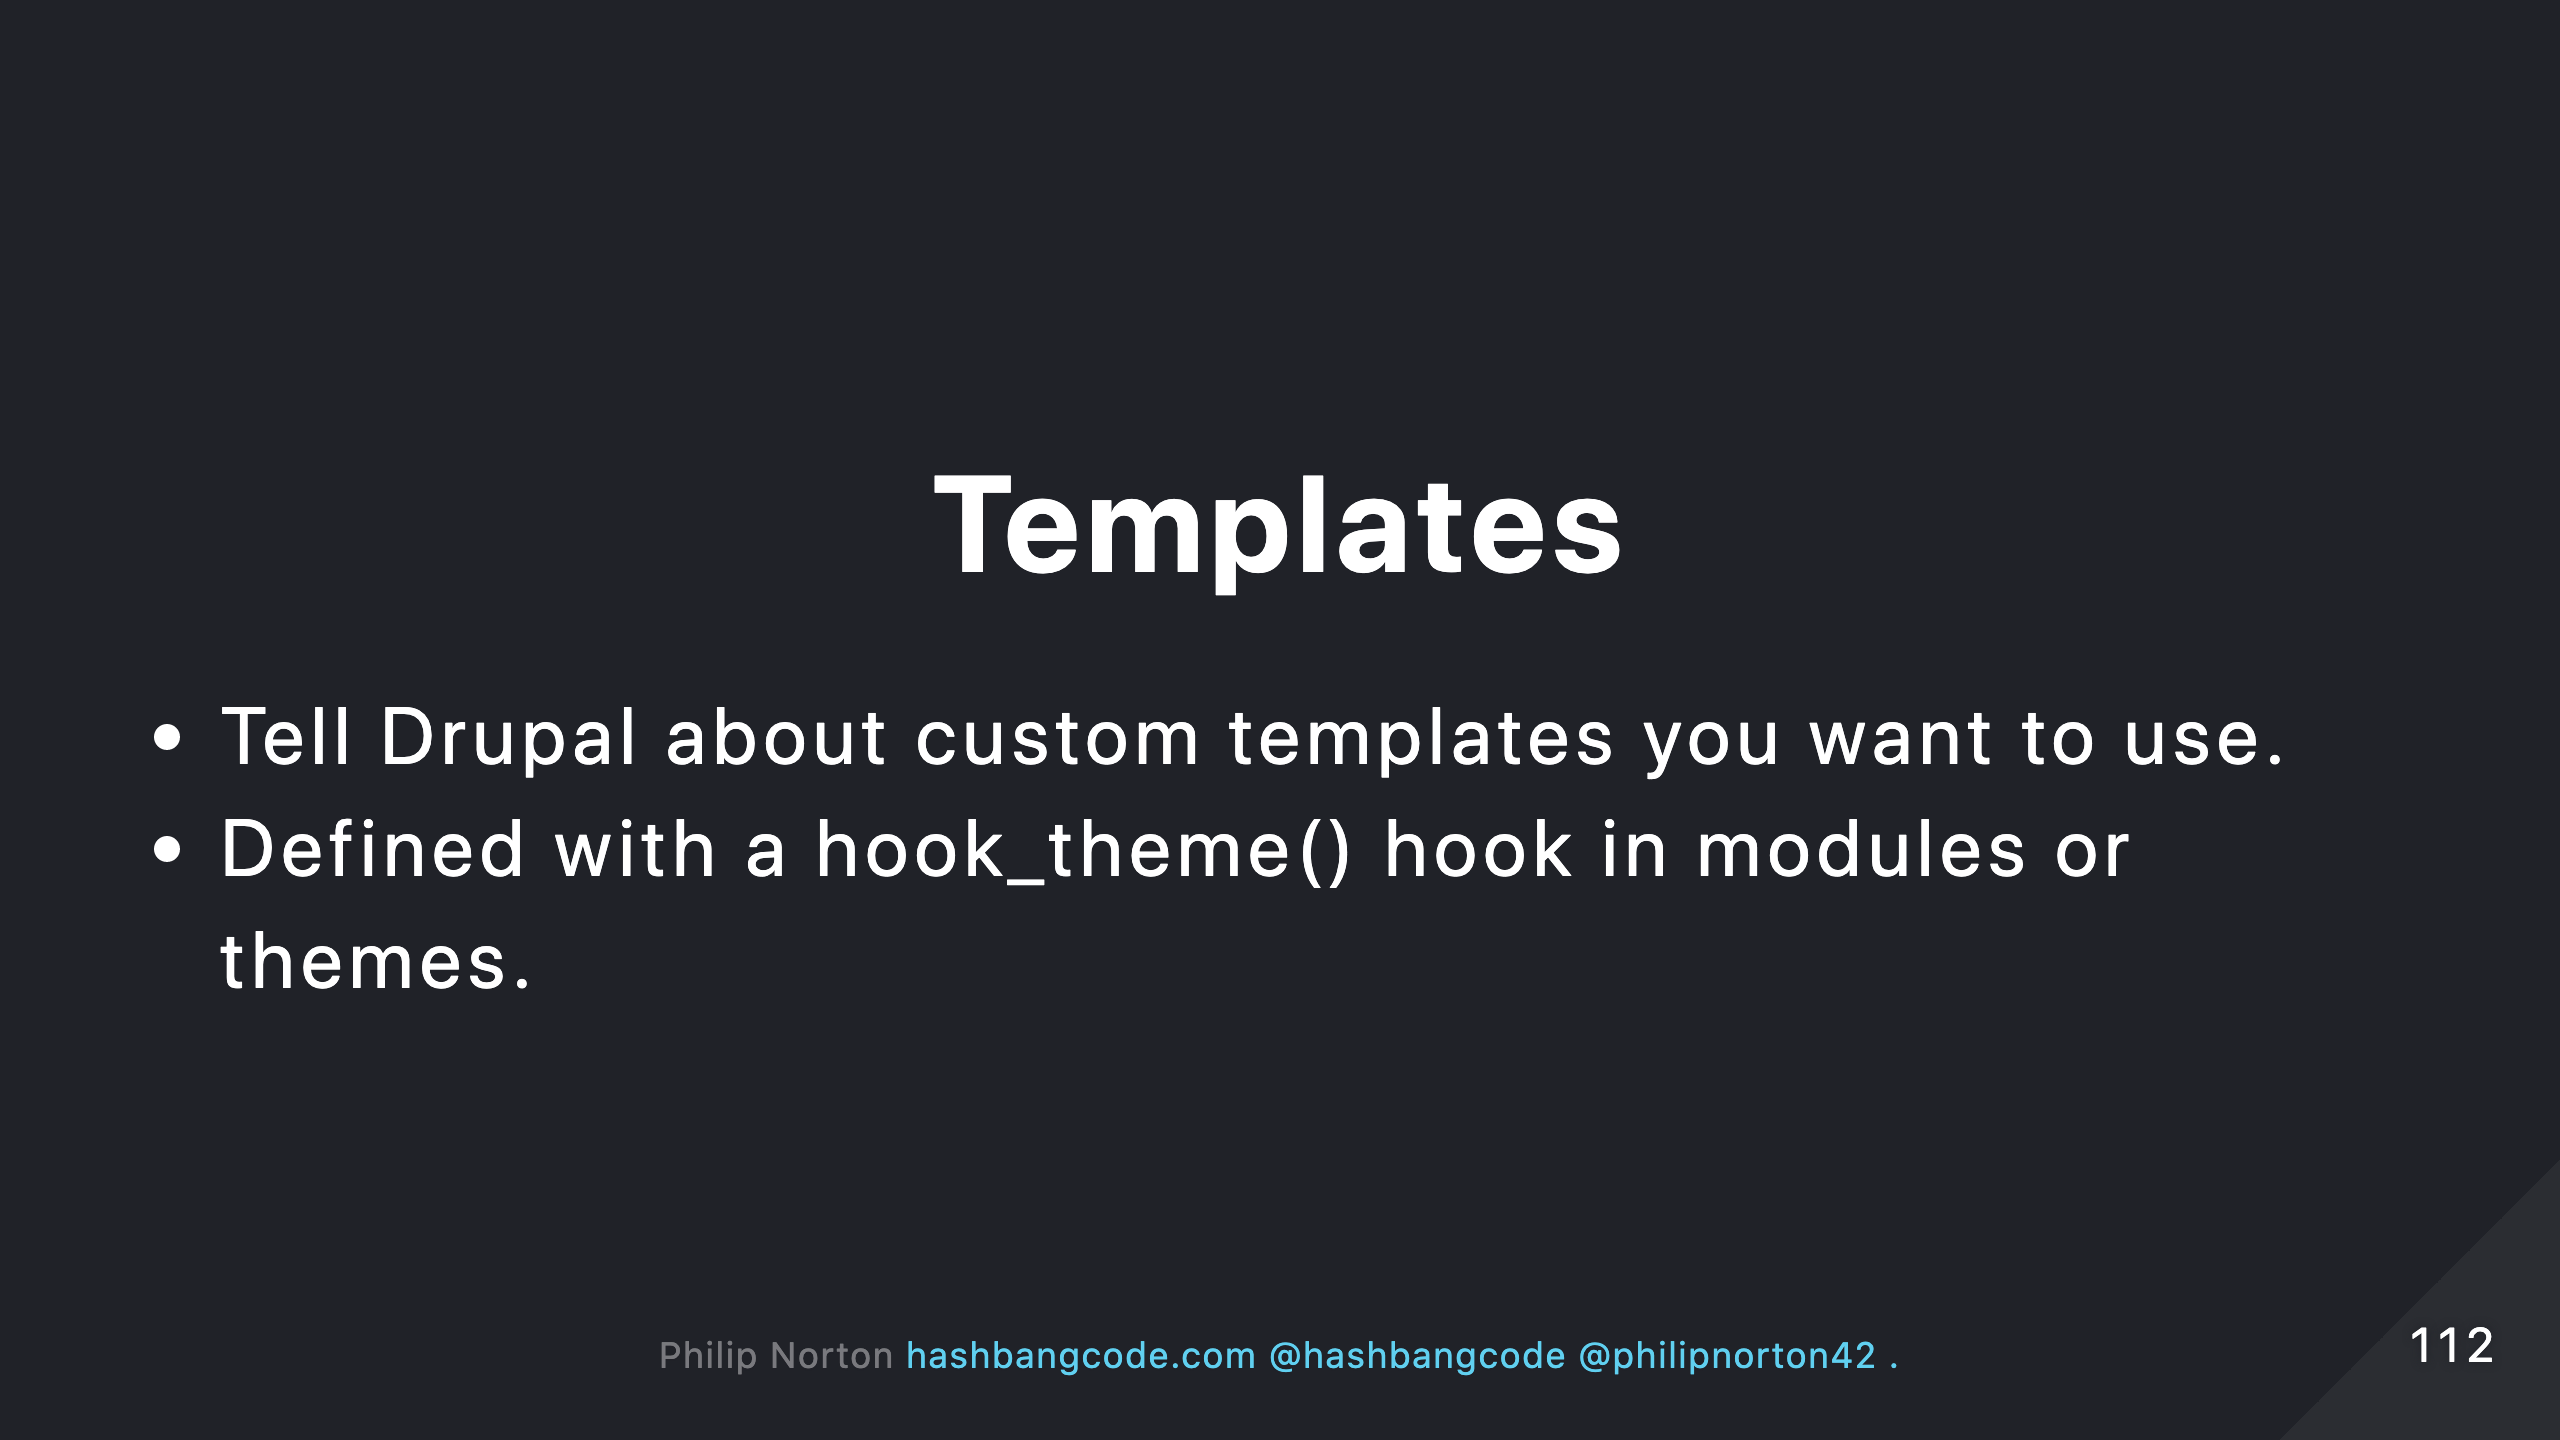 Templates
• Tell Drupal about custom templates you want to use.
• Defined with a hook_theme() hook in modules or
themes.
Philip Norton hashbangcode.com @hashbangcode @philipnorton42 .
112